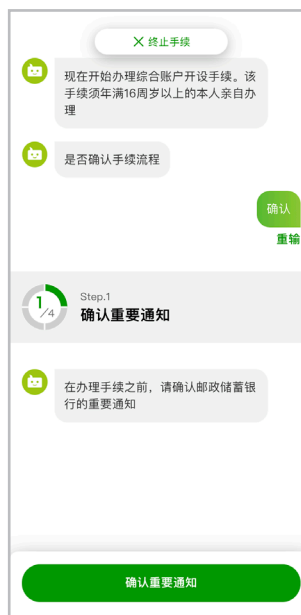 终止手续
现在开始办理综合账户开设手续。该
手续须年满16周岁以上的本人亲自办
理
是否确认手续流程
确认
重输
1/4
Step.1
确认重要通知
在办理手续之前，请确认邮政储蓄银
行的重要通知
确认重要通知